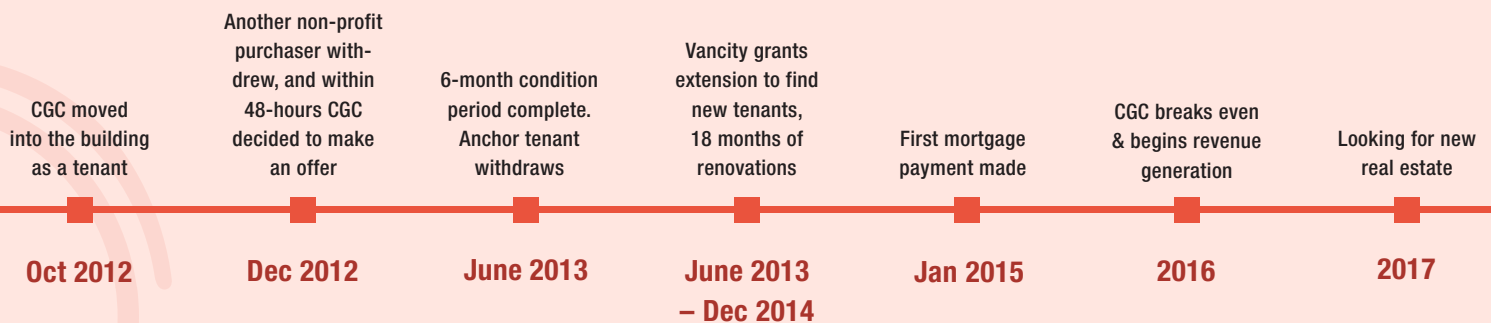 CGC moved
into the building
as a tenant
Oct 2012
Another non-profit
purchaser with-
drew, and within
48-hours CGC
decided to make
an offer
Dec 2012
6-month condition
period complete.
Anchor tenant
withdraws
June 2013
Vancity grants
extension to find
new tenants,
18 months of
renovations
June 2013
– Dec 2014
First mortgage
payment made
Jan 2015
CGC breaks even
& begins revenue
generation
2016
Looking for new
real estate
2017